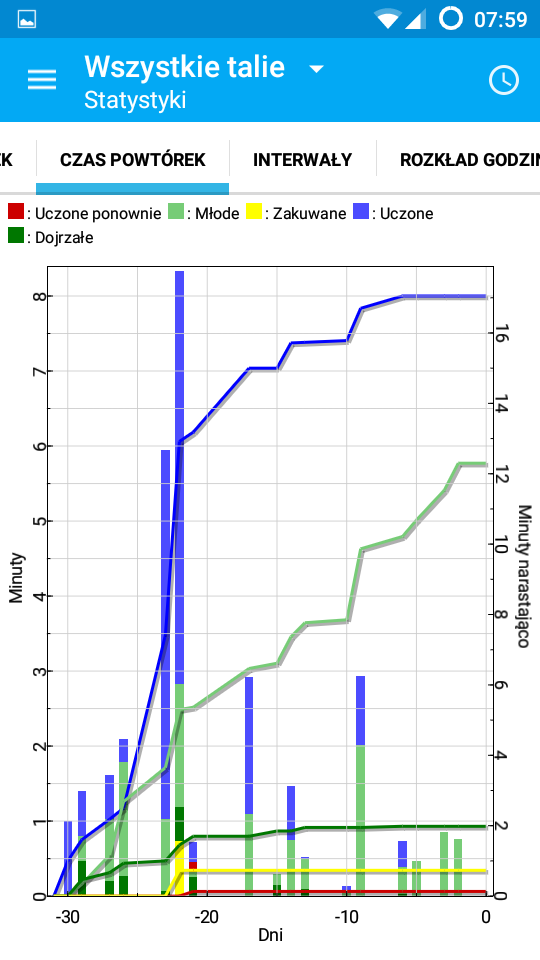 07:59
Wszystkie talie
Statystyki
K CZAS POWTÓREK INTERWAŁY ROZKŁAD GODZIN
: Uczone ponownie : Młode : Zakuwane : Uczone
: Dojrzałe
8
7
6
5
4
3
2
1
0
Minuty
16
14
12
10
8
6
4
2
0
Minuty narastająco
-30 -20 -10 0
Dni